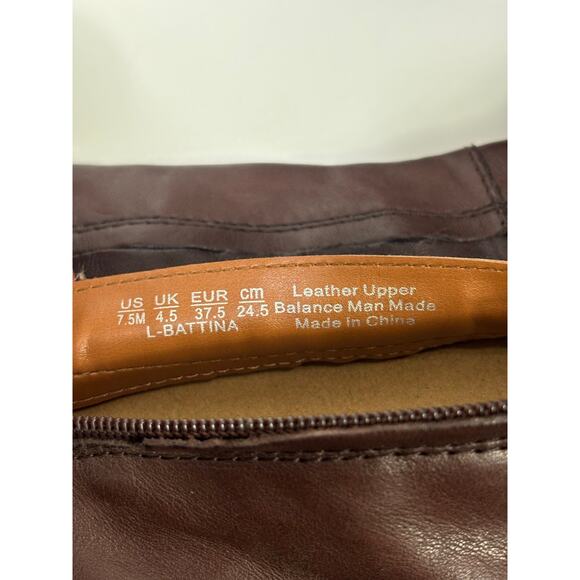 US UK EUR cm
7.5M 4.5 37.5 24.5
L-BATTINA
Leather Upper
Balance Man Made
Made in China